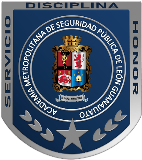 DISCIPLINA
SERVICIO
HONOR
ACADEMIA METROPOLITANA DE SEGURIDAD PÚBLICA DE LEÓN GUANAJUATO